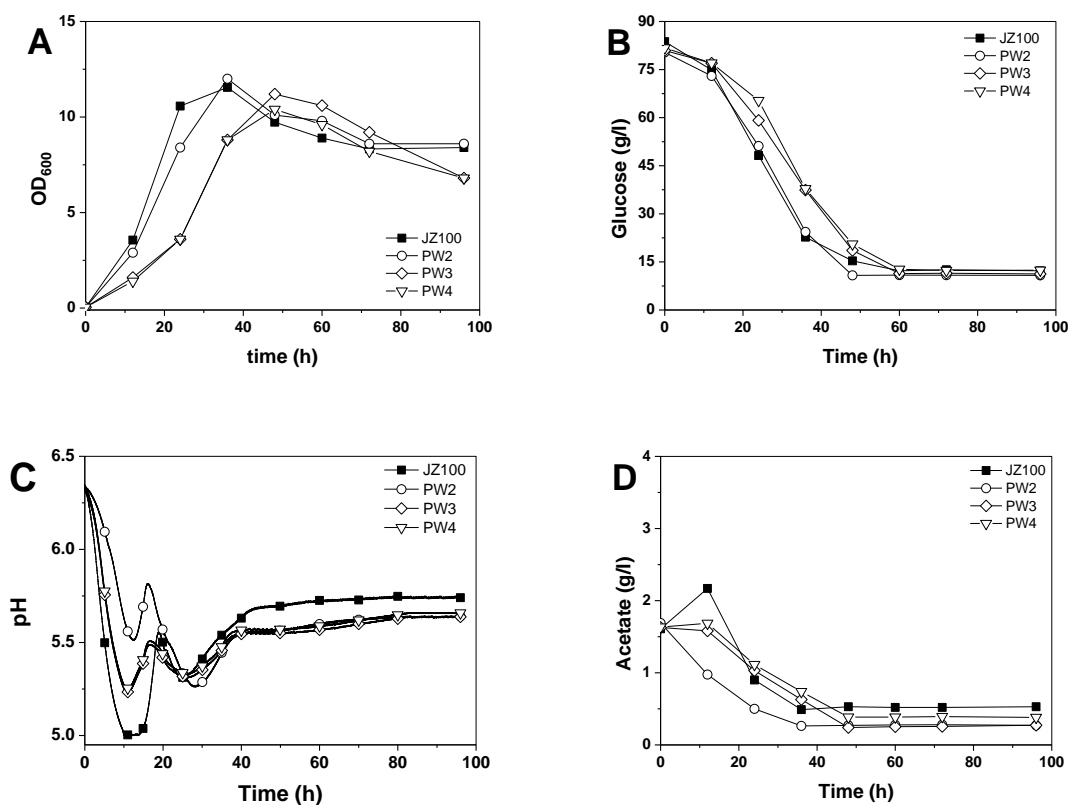 A
15
10
5
0
0 20 40 60 80 100
OD600
time (h)
JZ100
PW2
PW3
PW4
B
90
75
60
45
30
15
0
0 20 40 60 80 100
Glucose (g/l)
Time (h)
JZ100
PW2
PW3
PW4
C
6.5
6.0
5.5
5.0
0 20 40 60 80 100
pH
Time (h)
JZ100
PW2
PW3
PW4
D
4
3
2
1
0
0 20 40 60 80 100
Acetate (g/l)
Time (h)
JZ100
PW2
PW3
PW4